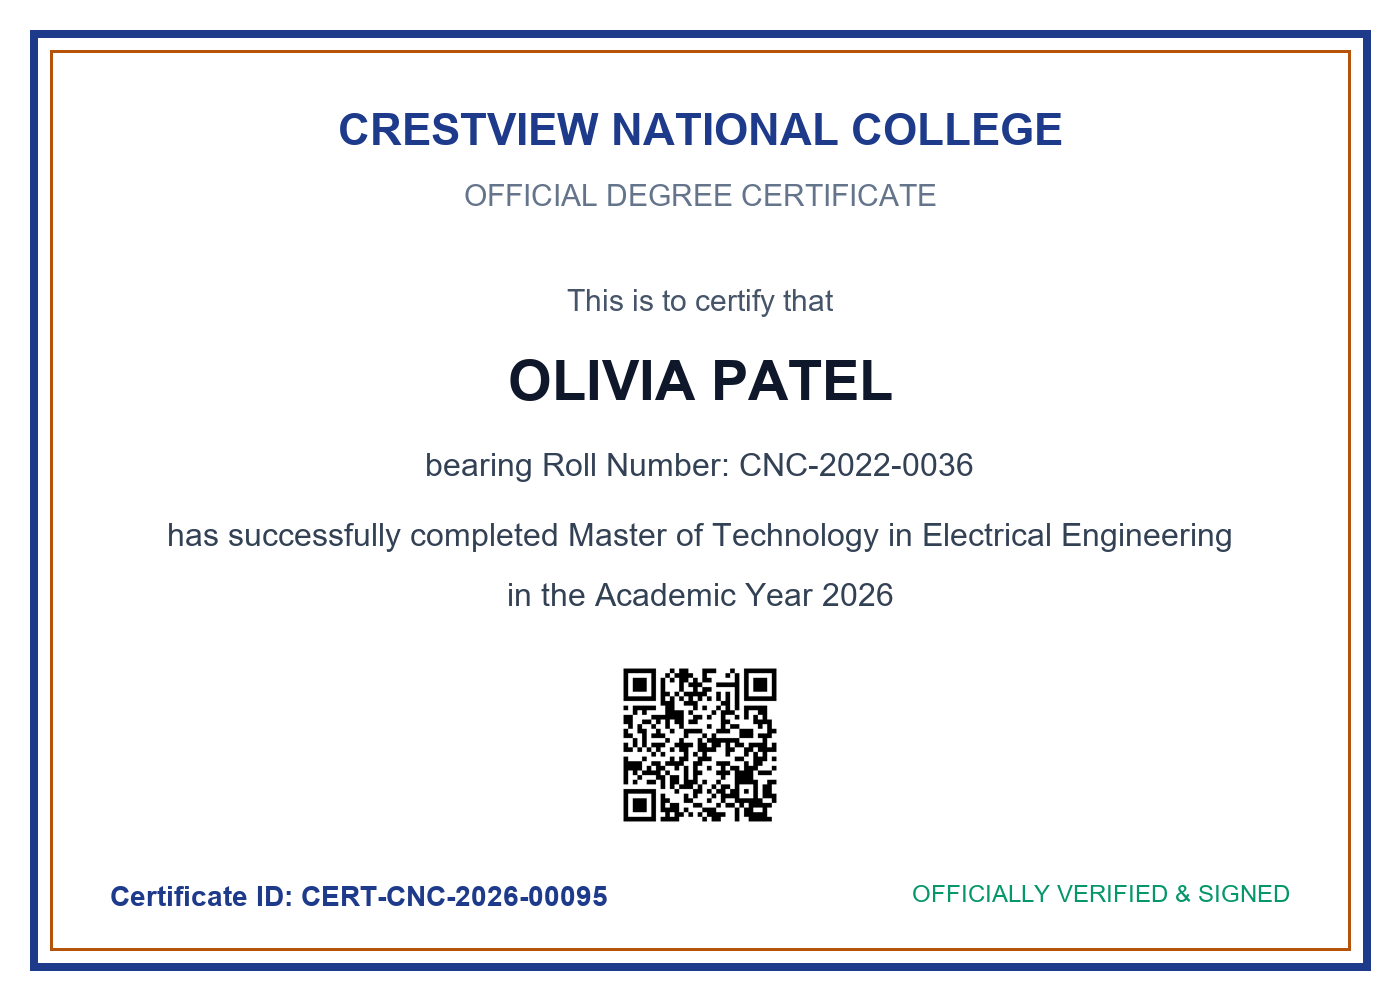 CRESTVIEW NATIONAL COLLEGE
OFFICIAL DEGREE CERTIFICATE
This is to certify that
OLIVIA PATEL
bearing Roll Number: CNC-2022-0036
has successfully completed Master of Technology in Electrical Engineering
in the Academic Year 2026
Certificate ID: CERT-CNC-2026-00095
OFFICIALLY VERIFIED & SIGNED